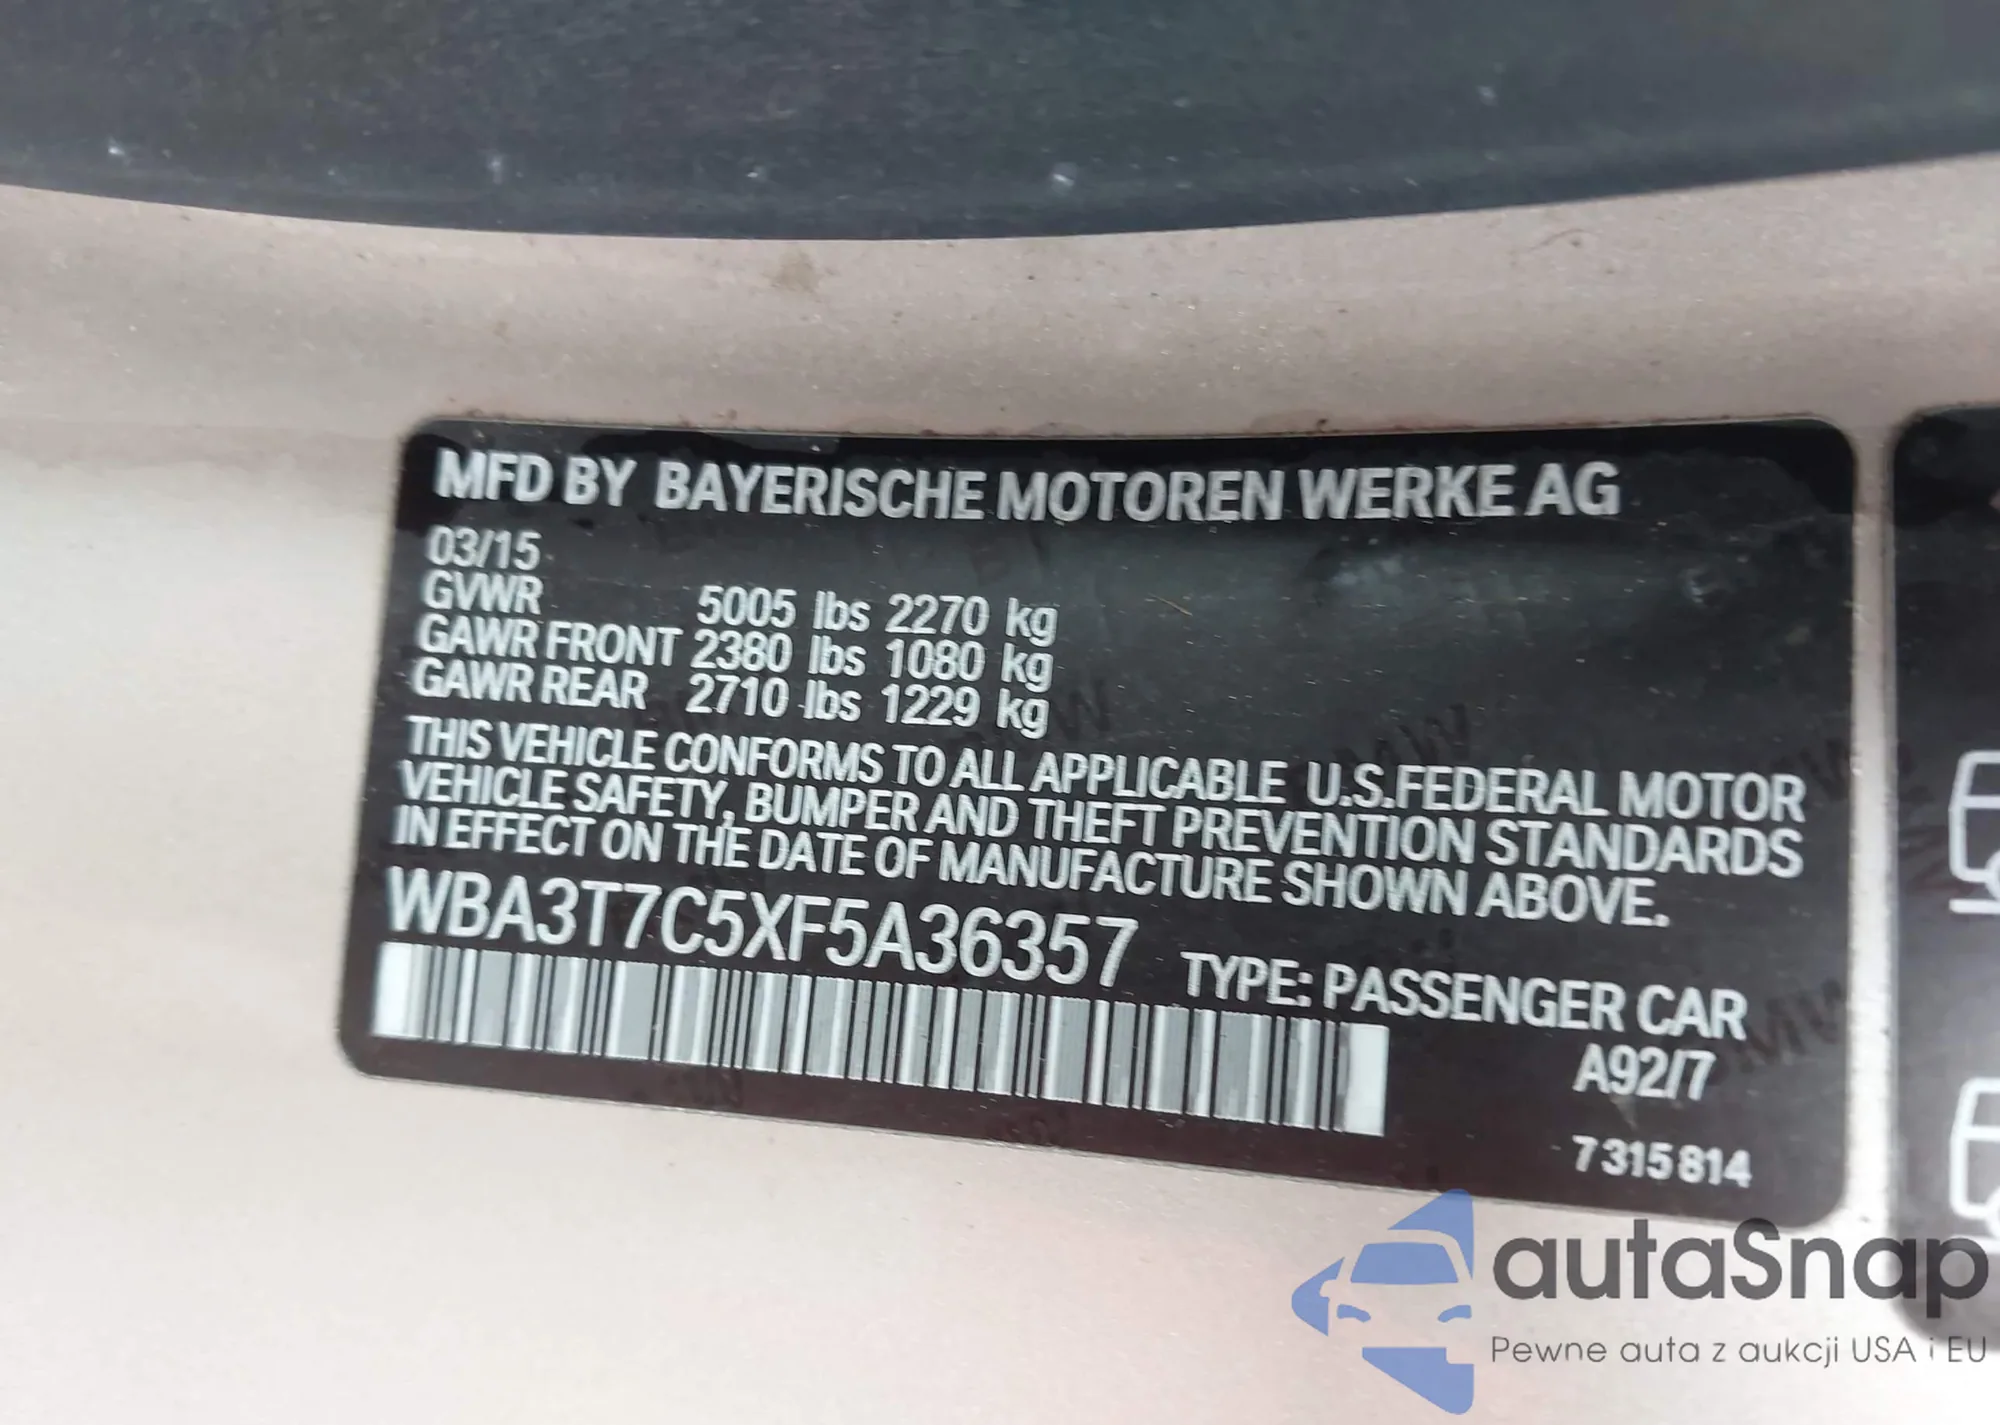 MFD BY BAYERISCHE MOTOREN WERKE AG
03/15
GVWR 5005 lbs 2270 kg
GAWR FRONT 2380 lbs 1080 kg
GAWR REAR 2710 lbs 1229 kg
THIS VEHICLE CONFORMS TO ALL APPLICABLE U.S.FEDERAL MOTOR
VEHICLE SAFETY, BUMPER AND THEFT PREVENTION STANDARDS
IN EFFECT ON THE DATE OF MANUFACTURE SHOWN ABOVE.
WBA3T7C5XF5A36357
TYPE: PASSENGER CAR
A92/7
7 315 814
autaSnap
Pewne auta z aukcji USA i EU